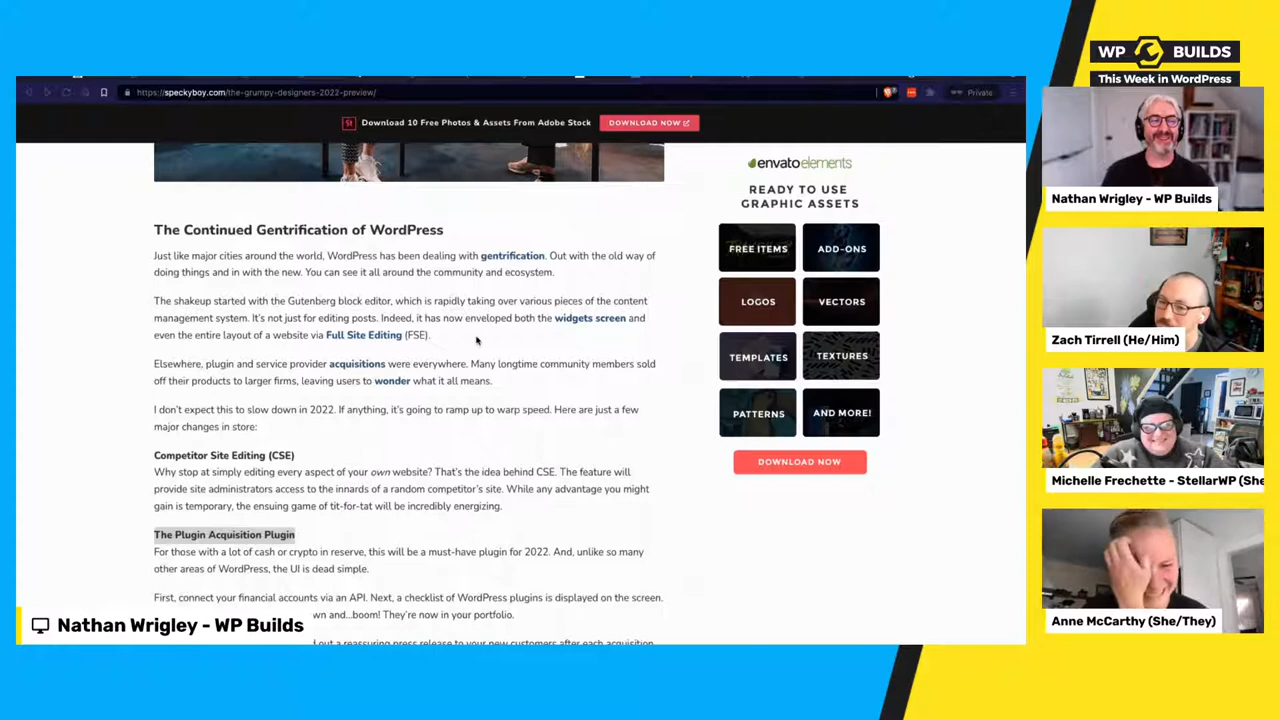 WP BUILDS
This Week in WordPress
https://speckyboy.com/the-grumpy-designers-2022-preview/
Private
St Download 10 Free Photos & Assets From Adobe Stock DOWNLOAD NOW
The Continued Gentrification of WordPress
Just like major cities around the world, WordPress has been dealing with gentrification. Out with the old way of
doing things and in with the new. You can see it all around the community and ecosystem.
The shakeup started with the Gutenberg block editor, which is rapidly taking over various pieces of the content
management system. It's not just for editing posts. Indeed, it has now enveloped both the widgets screen and
even the entire layout of a website via Full Site Editing (FSE).
Elsewhere, plugin and service provider acquisitions were everywhere. Many longtime community members sold
off their products to larger firms, leaving users to wonder what it all means.
I don't expect this to slow down in 2022. If anything, it's going to ramp up to warp speed. Here are just a few
major changes in store:
Competitor Site Editing (CSE)
Why stop at simply editing every aspect of your own website? That's the idea behind CSE. The feature will
provide site administrators access to the innards of a random competitor's site. While any advantage you might
gain is temporary, the ensuing game of tit-for-tat will be incredibly energizing.
The Plugin Acquisition Plugin
For those with a lot of cash or crypto in reserve, this will be a must-have plugin for 2022. And, unlike so many
other areas of WordPress, the UI is dead simple.
First, connect your financial accounts via an API. Next, a checklist of WordPress plugins is displayed on the screen.
wn and...boom! They're now in your portfolio.
out a reassuring press release to your new customers after each acquisition
envato elements
READY TO USE
GRAPHIC ASSETS
FREE ITEMS
ADD-ONS
LOGOS
VECTORS
TEMPLATES
TEXTURES
PATTERNS
AND MORE!
DOWNLOAD NOW
Nathan Wrigley - WP Builds
Nathan Wrigley - WP Builds
Zach Tirrell (He/Him)
Michelle Frechette - StellarWP (She
Anne McCarthy (She/They)